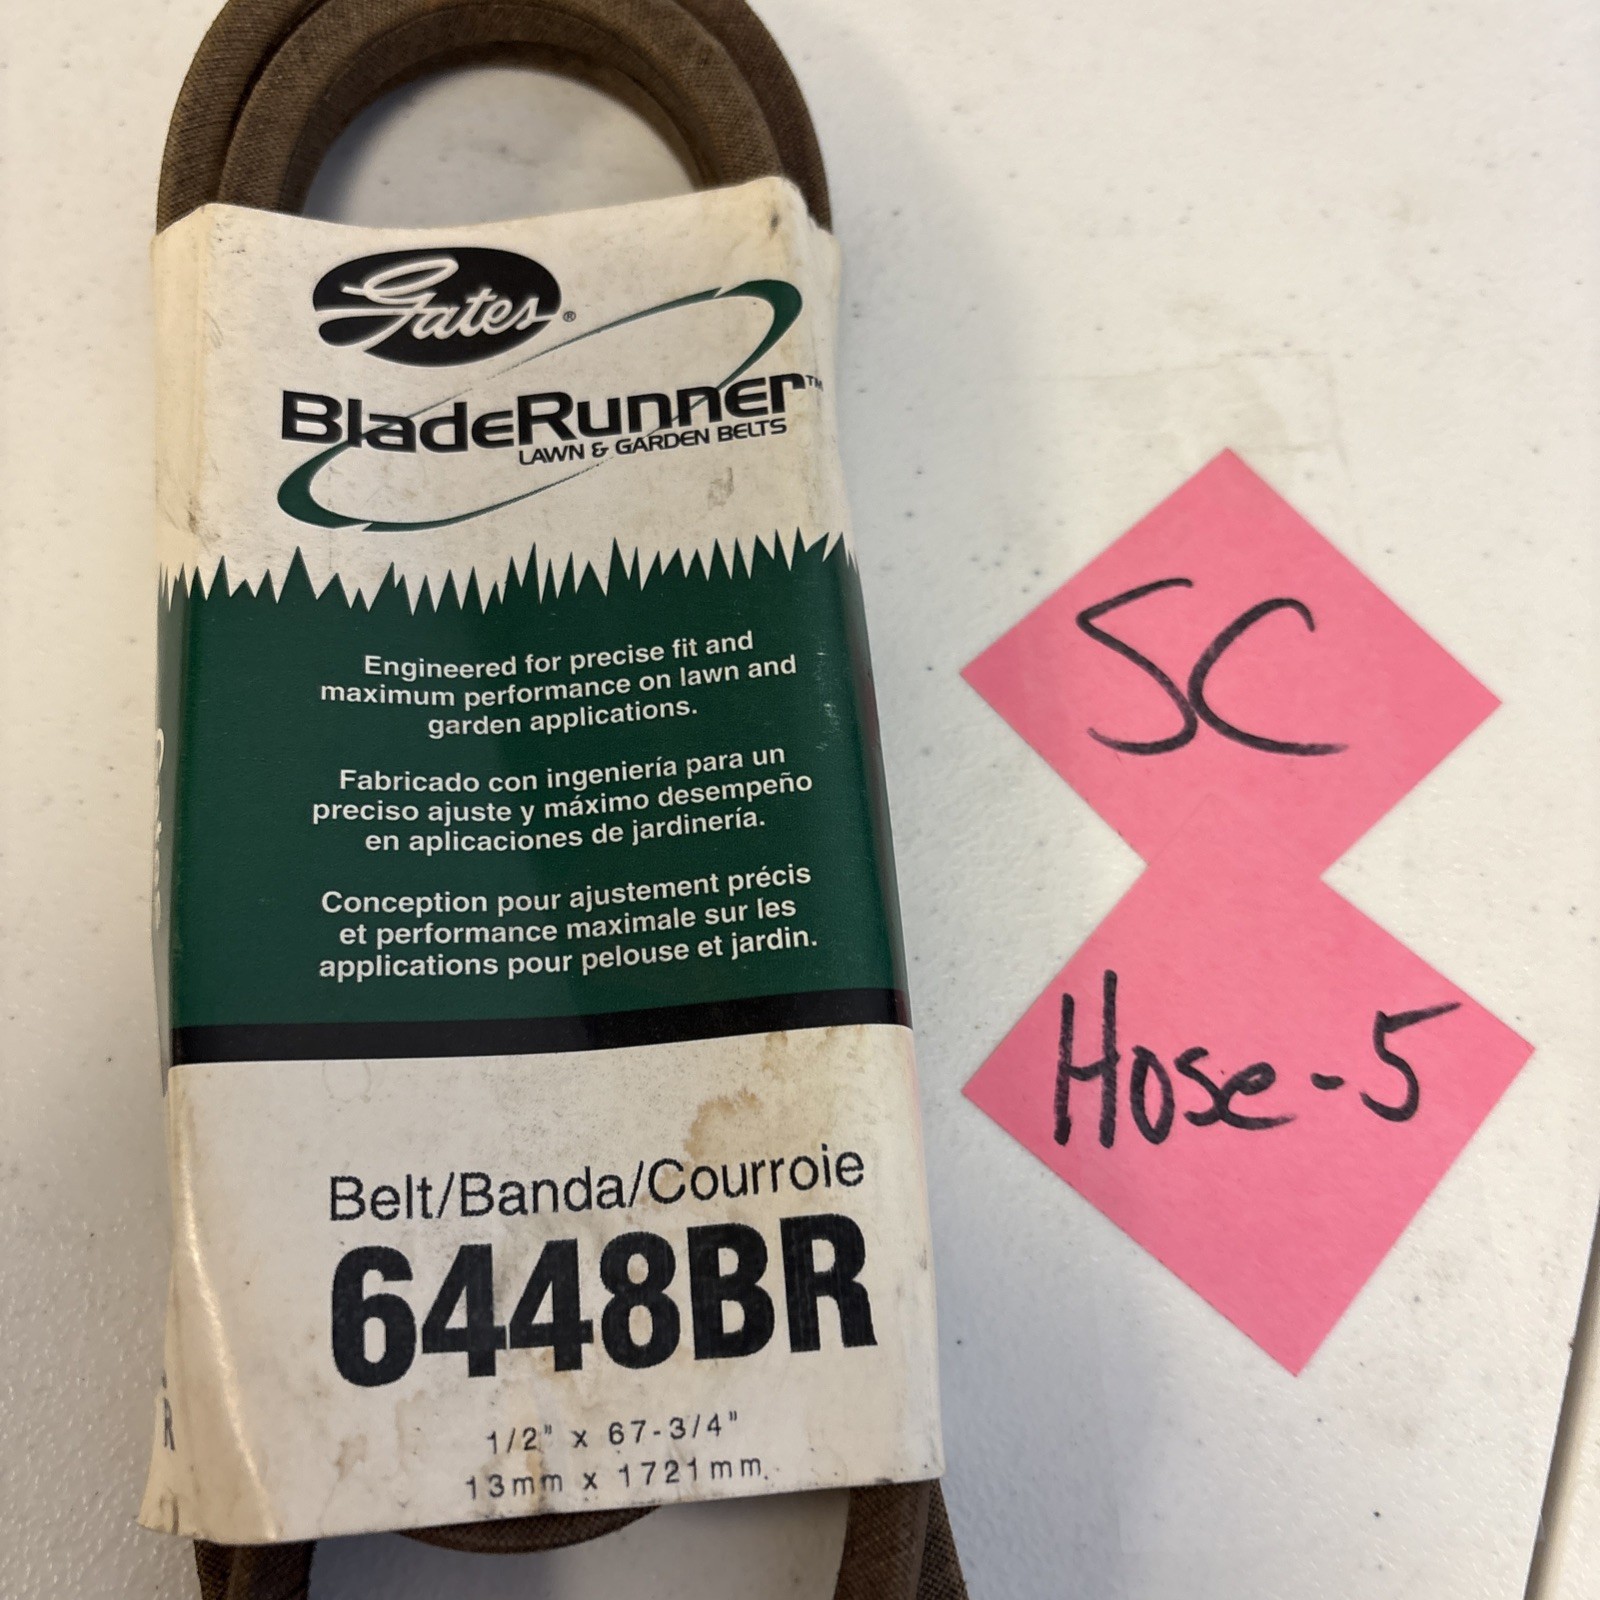 Gates®
BladeRunner™
LAWN & GARDEN BELTS
Engineered for precise fit and
maximum performance on lawn and
garden applications.
Fabricado con ingeniería para un
preciso ajuste y máximo desempeño
en aplicaciones de jardinería.
Conception pour ajustement précis
et performance maximale sur les
applications pour pelouse et jardin.
Belt/Banda/Courroie
6448BR
1/2" x 67-3/4"
13mm x 1721mm
R
SC
Hose-5